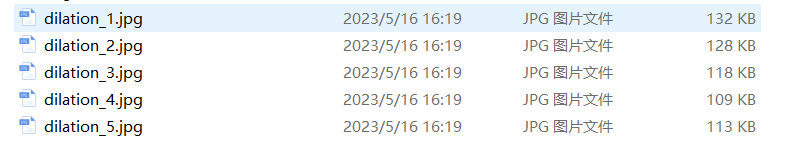 dilation_1.jpg 2023/5/16 16:19 JPG 图片文件 132 KB
dilation_2.jpg 2023/5/16 16:19 JPG 图片文件 128 KB
dilation_3.jpg 2023/5/16 16:19 JPG 图片文件 118 KB
dilation_4.jpg 2023/5/16 16:19 JPG 图片文件 109 KB
dilation_5.jpg 2023/5/16 16:19 JPG 图片文件 113 KB